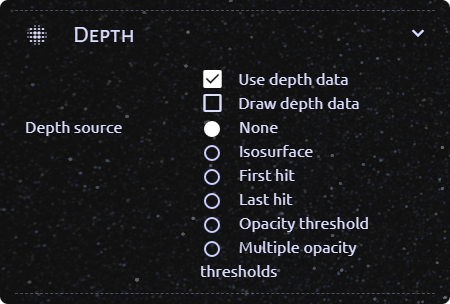 Depth
Use depth data
Draw depth data
Depth source
None
Isosurface
First hit
Last hit
Opacity threshold
Multiple opacity
thresholds